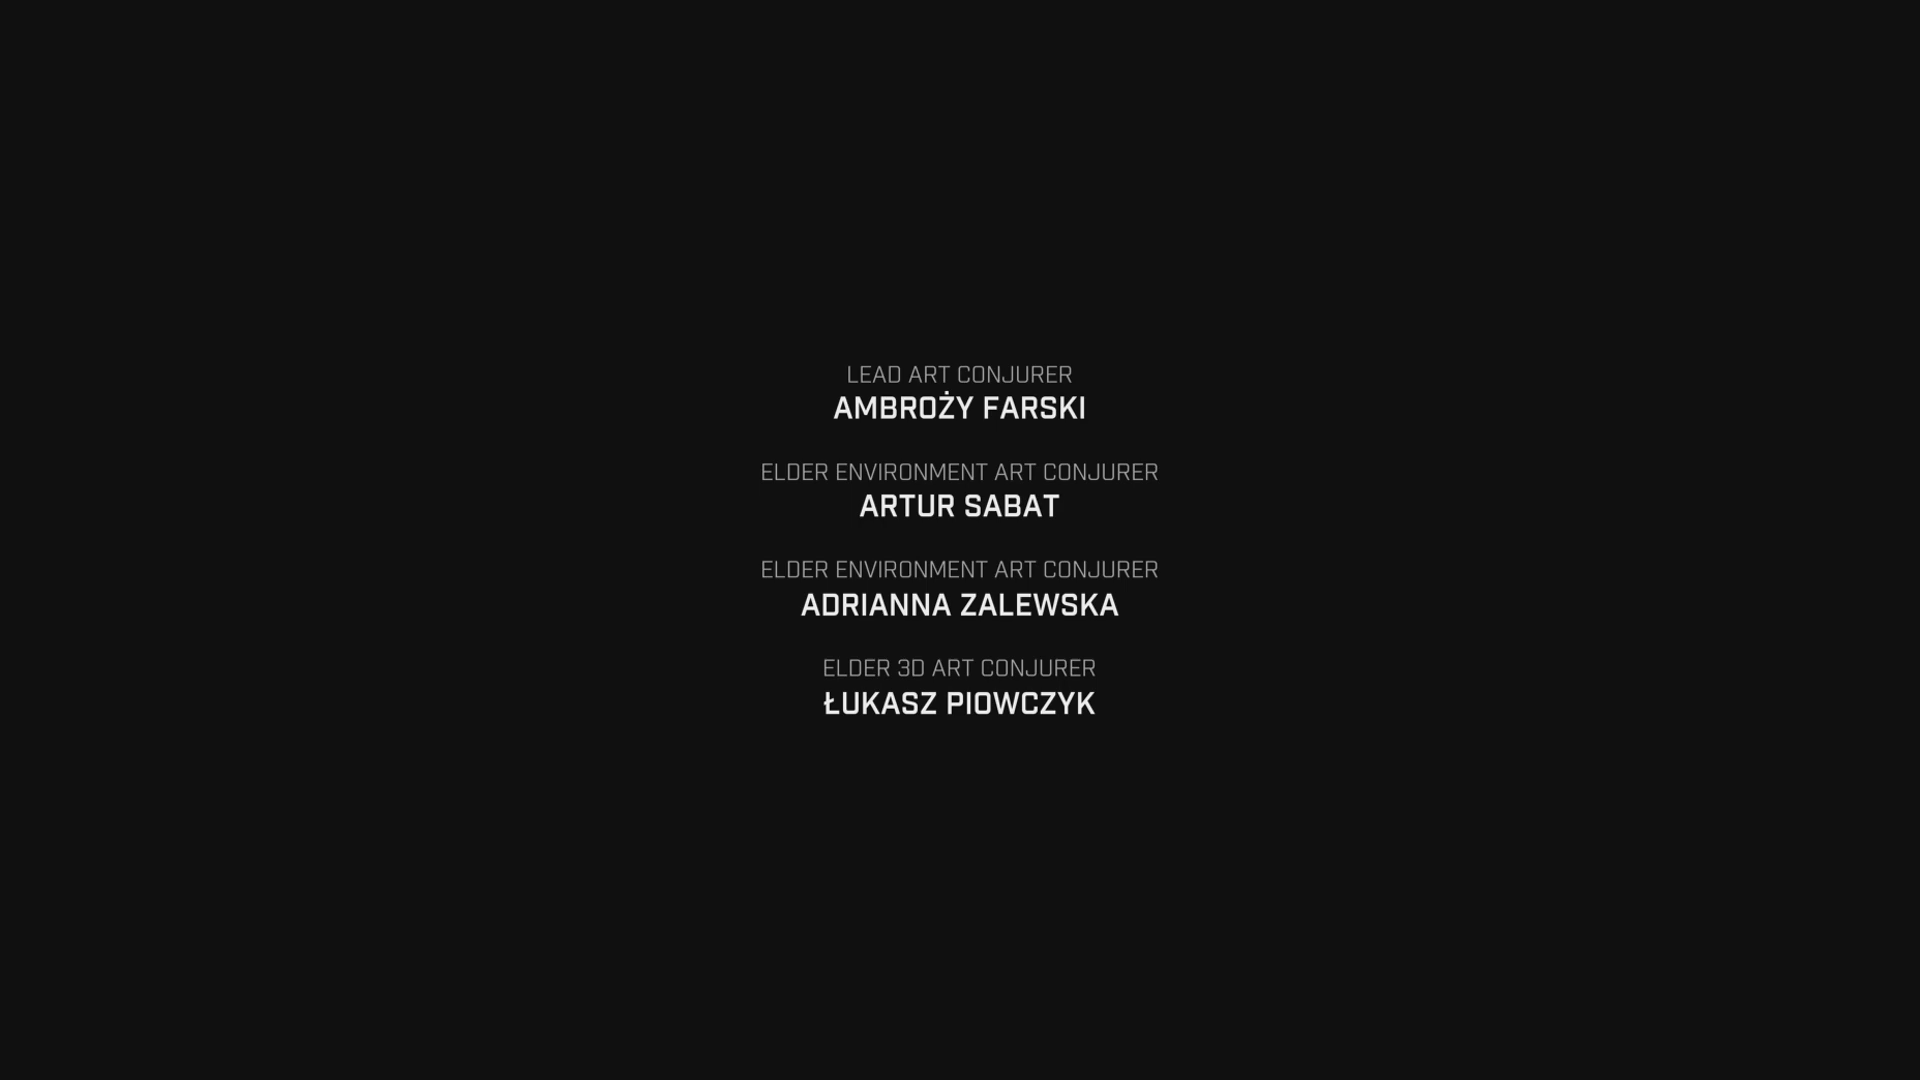 LEAD ART CONJURER
AMBROŻY FARSKI
ELDER ENVIRONMENT ART CONJURER
ARTUR SABAT
ELDER ENVIRONMENT ART CONJURER
ADRIANNA ZALEWSKA
ELDER 3D ART CONJURER
ŁUKASZ PIOWCZYK